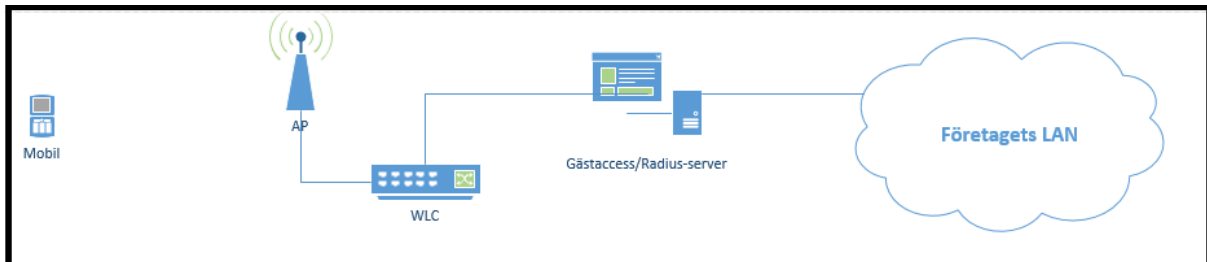 Mobil
AP
WLC
Gästaccess/Radius-server
Företagets LAN